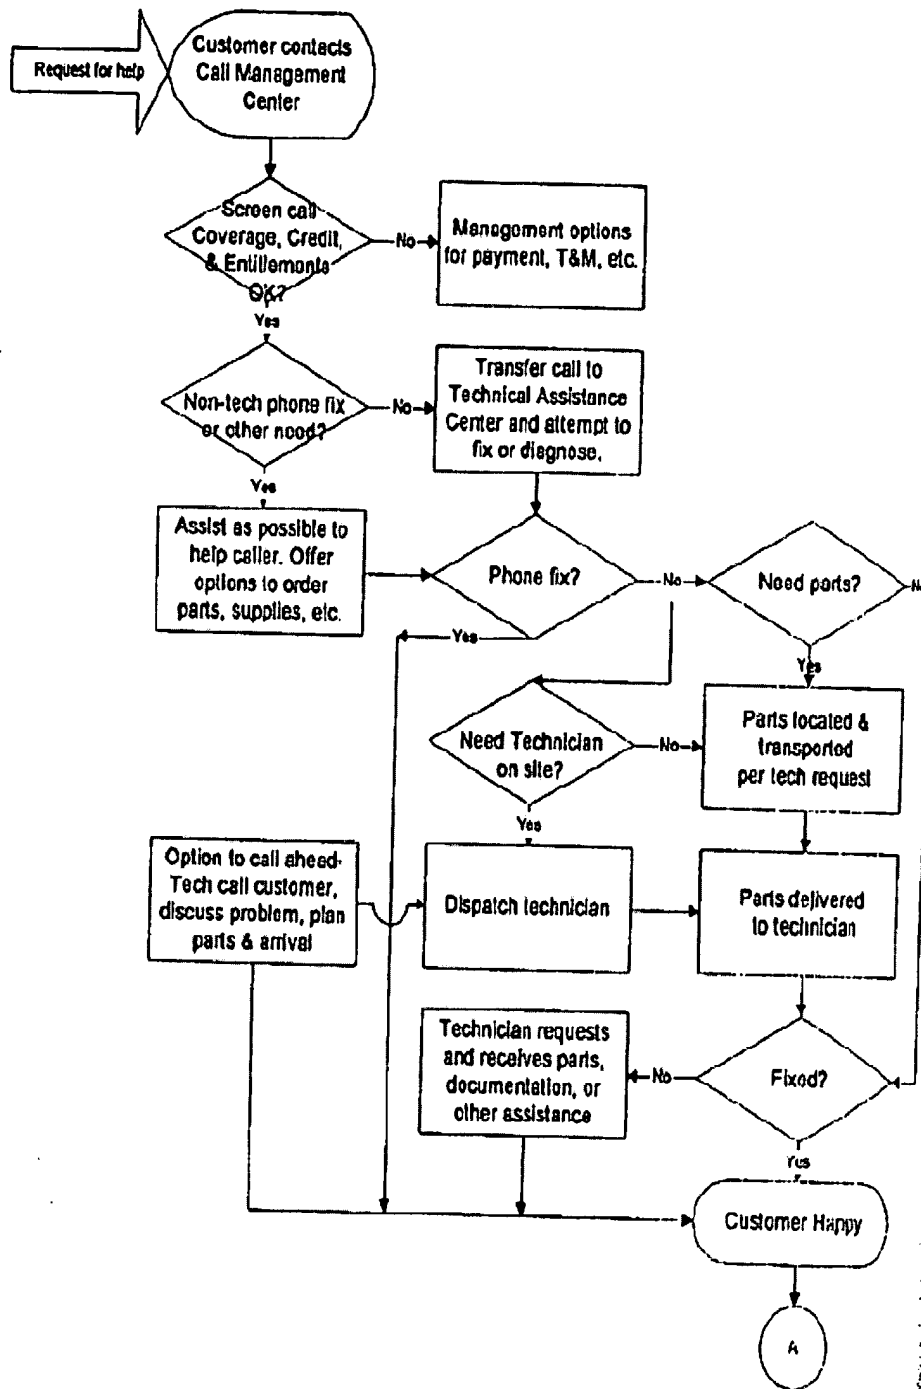 Request for help
Customer contacts
Call Management
Center
Screen call
Coverage, Credit,
& Entitlements
OK?
No
Management options
for payment, T&M, etc.
Yes
Non-tech phone fix
or other need?
No
Transfer call to
Technical Assistance
Center and attempt to
fix or diagnose.
Yes
Assist as possible to
help caller. Offer
options to order
parts, supplies, etc.
Phone fix?
No
Need parts?
Yes
Yes
Need Technician
on site?
No
Parts located &
transported
per tech request
Yes
Option to call ahead-
Tech call customer,
discuss problem, plan
parts & arrival
Dispatch technician
Parts delivered
to technician
Technician requests
and receives parts,
documentation, or
other assistance
No
Fixed?
Yes
Customer Happy
A